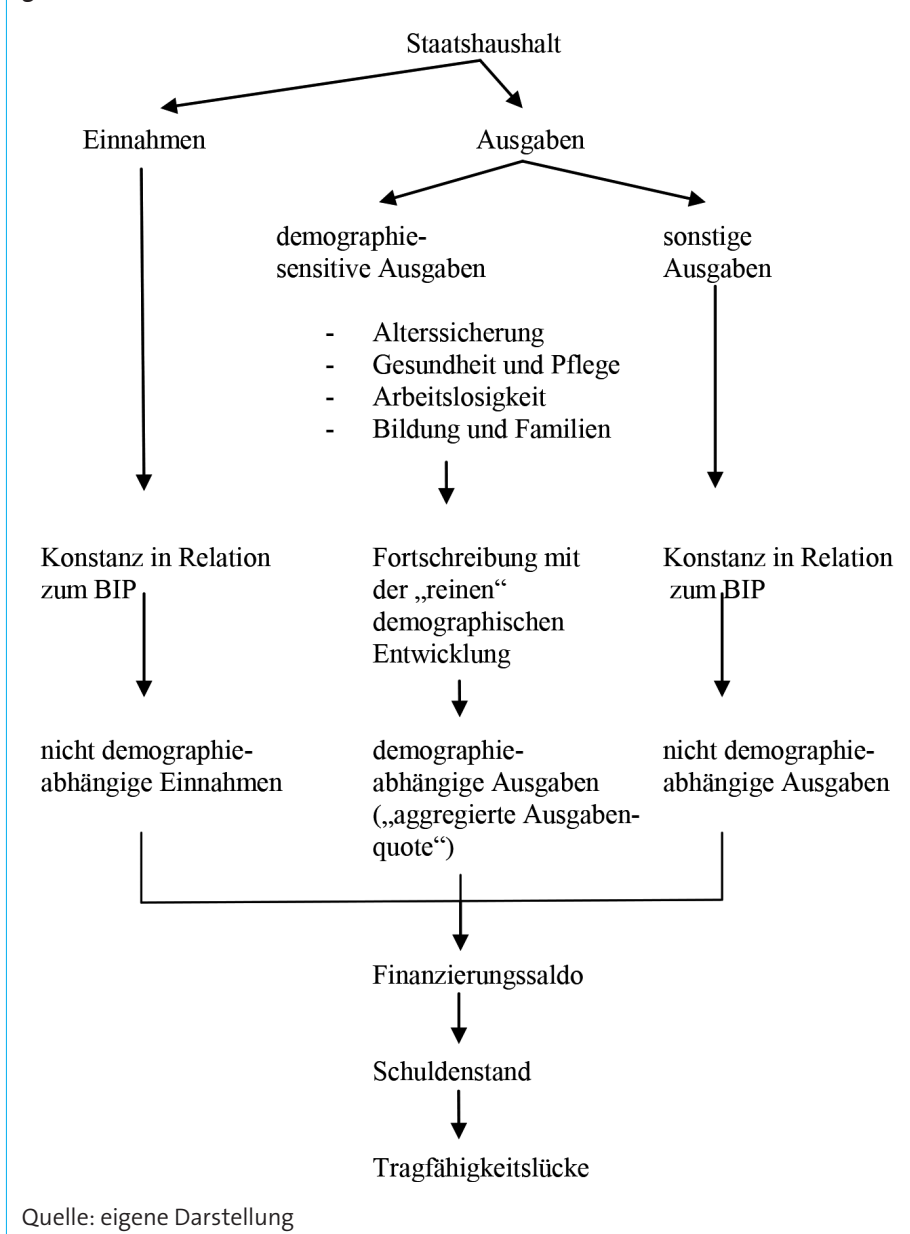 Staatshaushalt
Einnahmen
Ausgaben
demographie-
sensitive Ausgaben
sonstige
Ausgaben
- Alterssicherung
- Gesundheit und Pflege
- Arbeitslosigkeit
- Bildung und Familien
Konstanz in Relation
zum BIP
Fortschreibung mit
der „reinen“
demographischen
Entwicklung
Konstanz in Relation
zum BIP
nicht demographie-
abhängige Einnahmen
demographie-
abhängige Ausgaben
(„aggregierte Ausgaben-
quote“)
nicht demographie-
abhängige Ausgaben
Finanzierungssaldo
Schuldenstand
Tragfähigkeitslücke
Quelle: eigene Darstellung